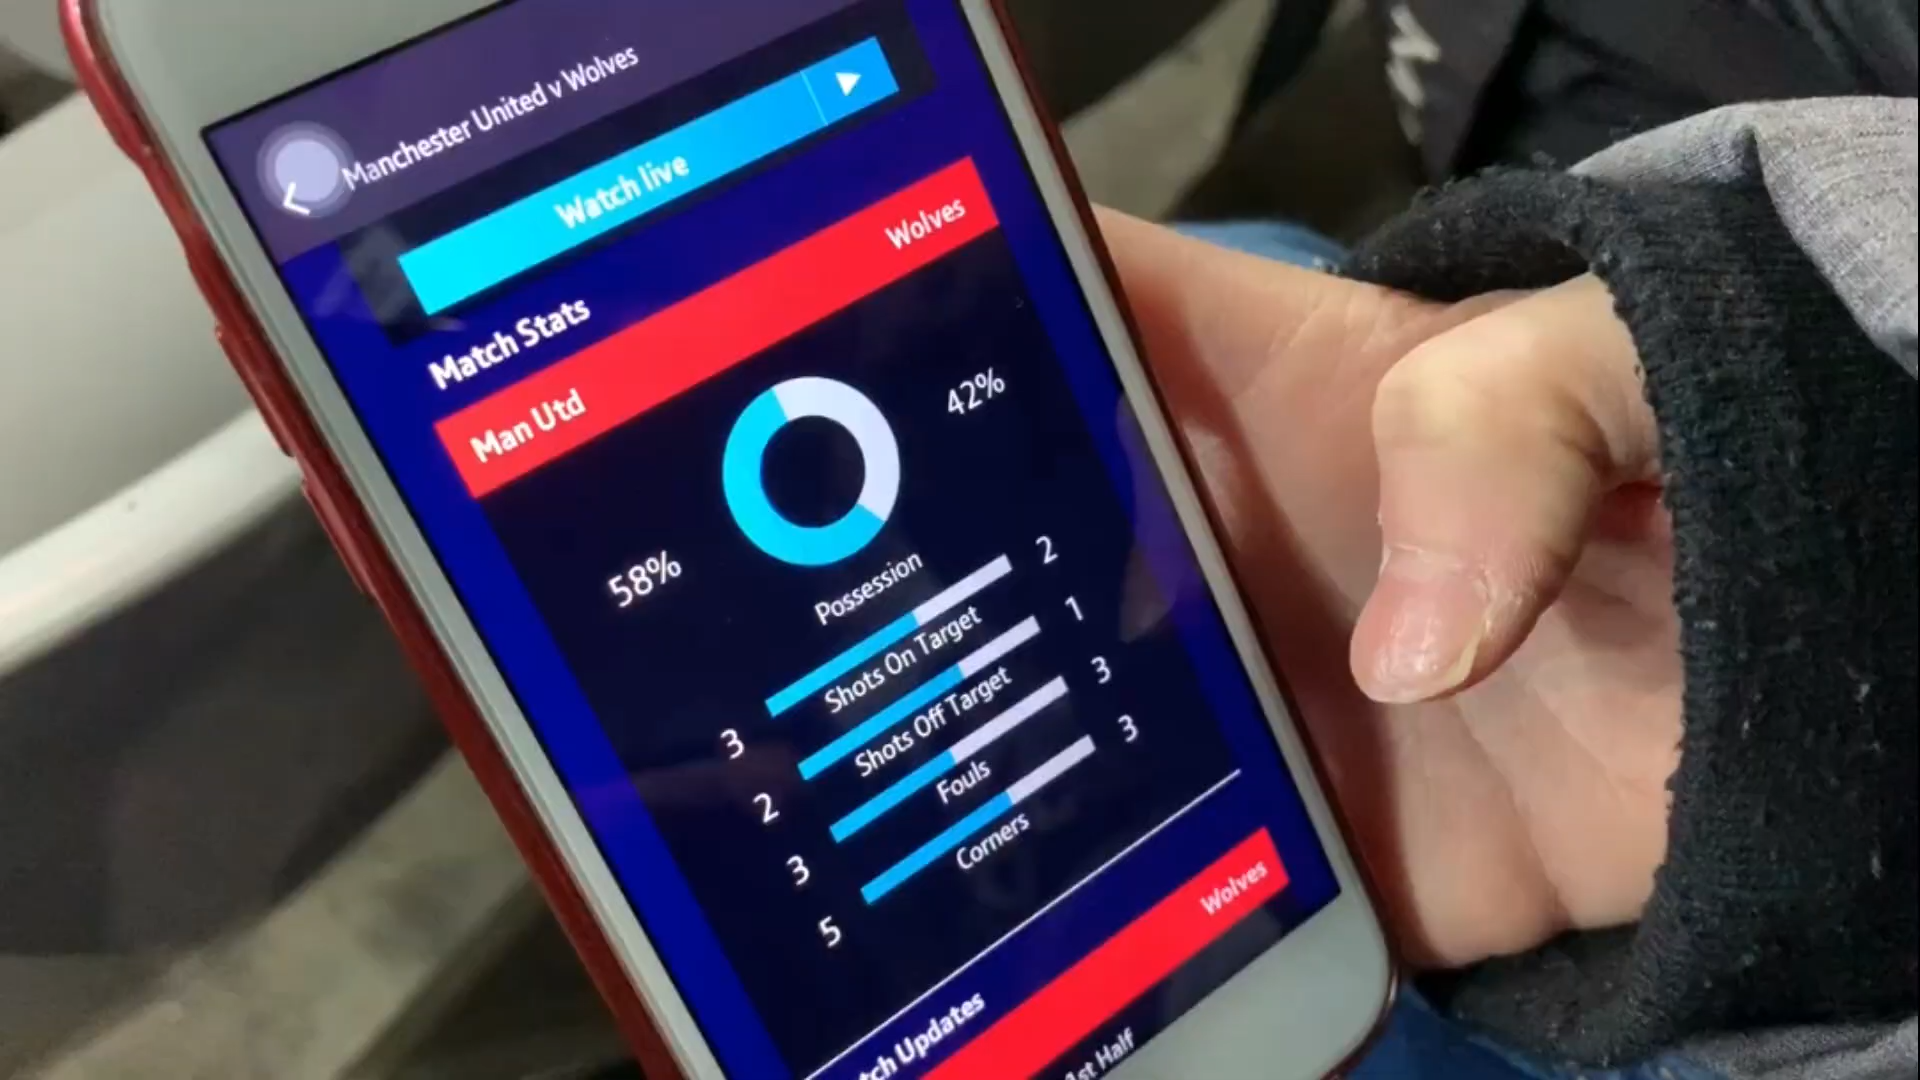 Manchester United v Wolves
Watch live
Match Stats
Man Utd Wolves
58% 42%
Possession
3 2
Shots On Target
2 1
Shots Off Target
3 3
Fouls
5 3
Corners
tch Updates
Wolves
1st Half